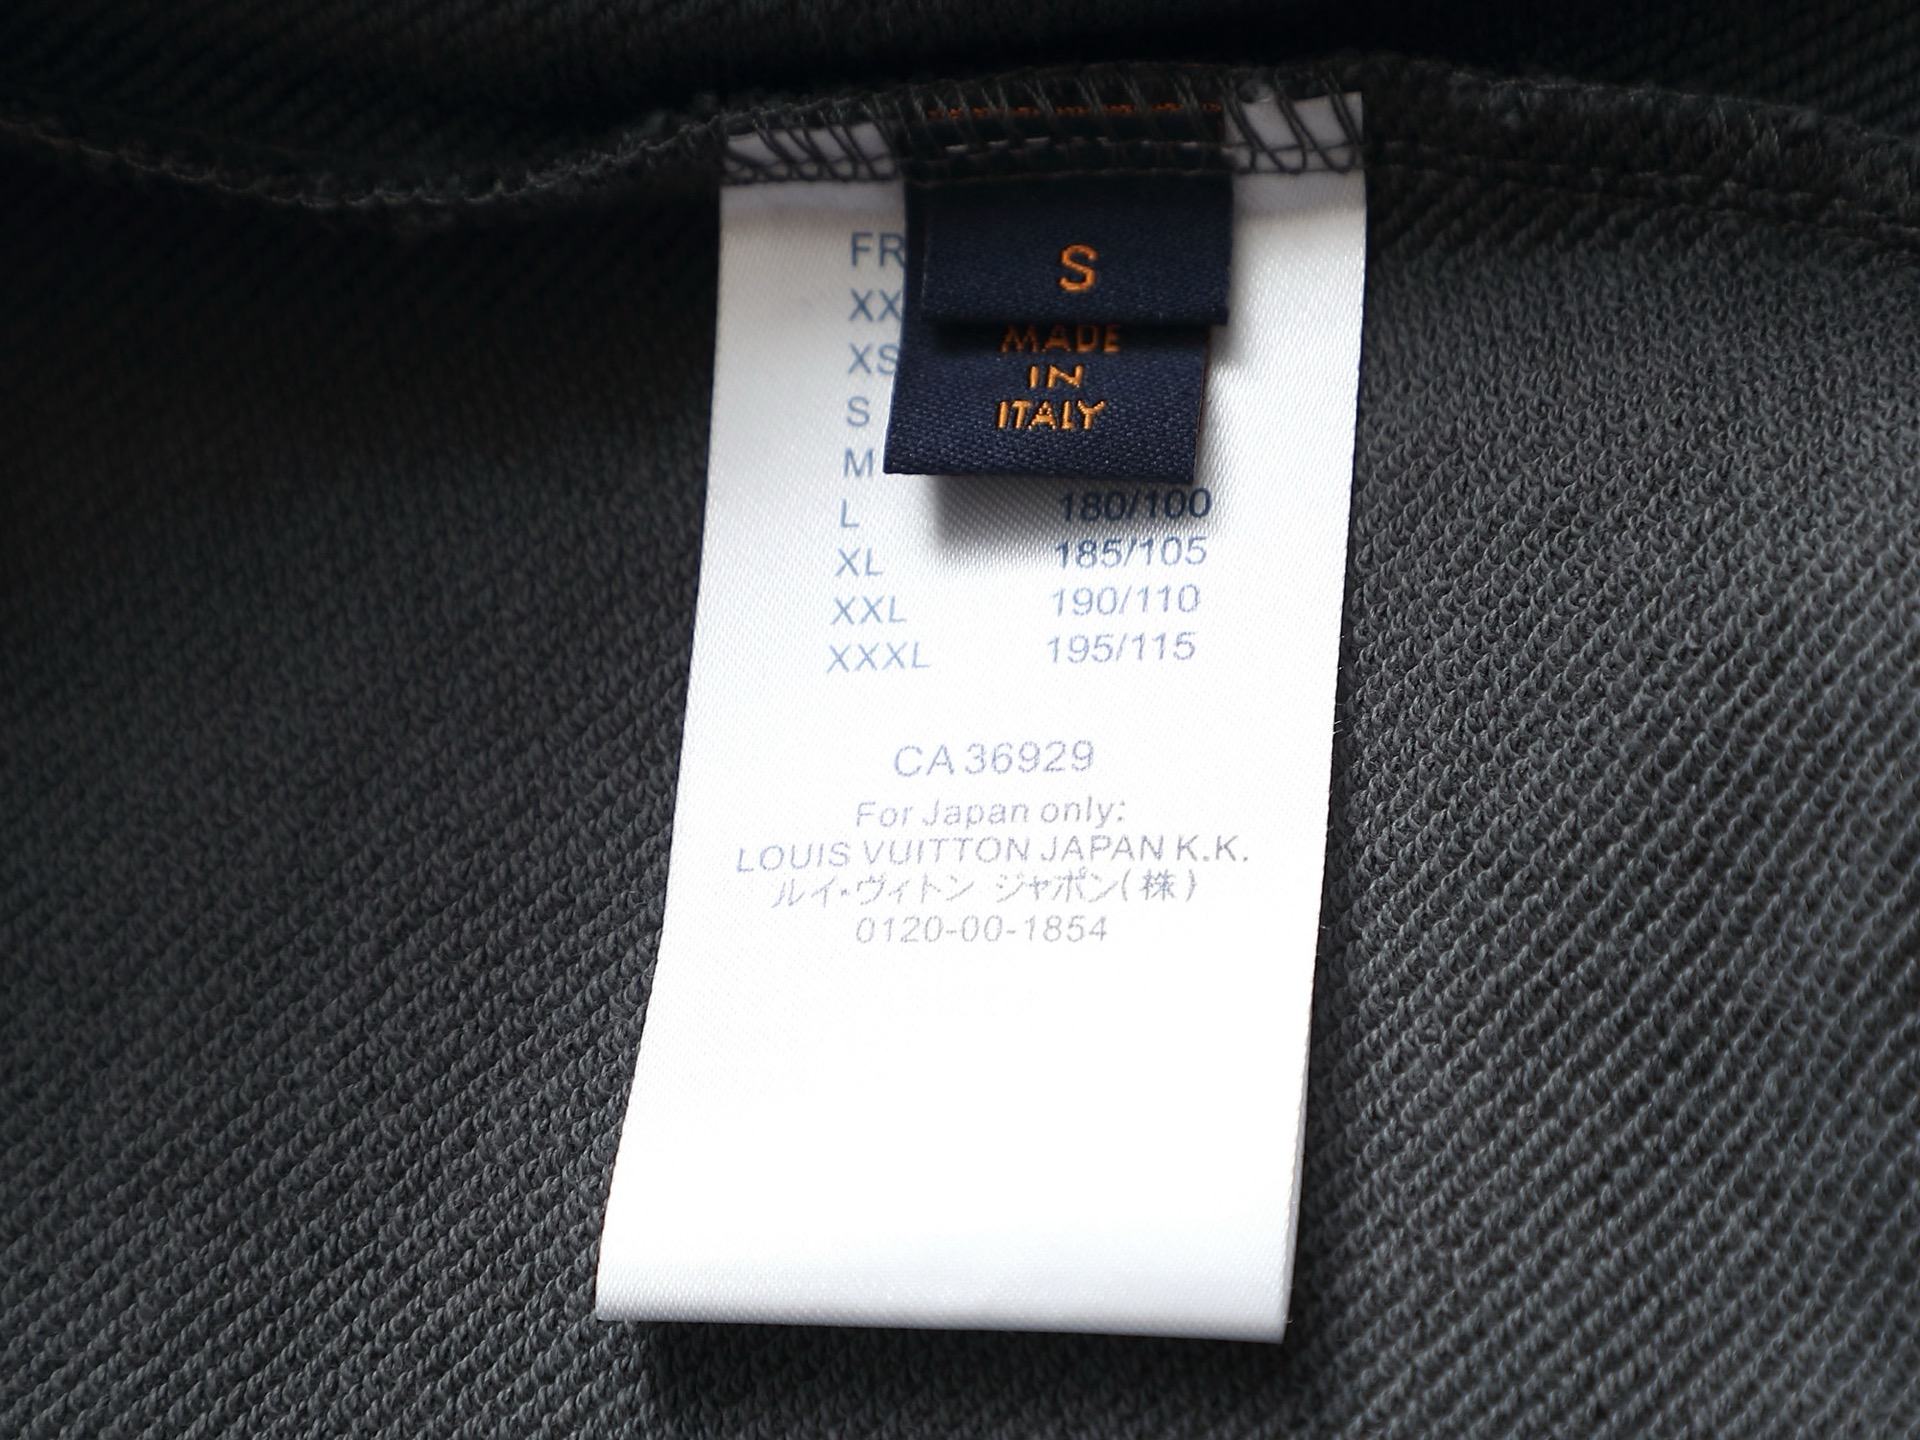 S
MADE
IN
ITALY
FR
XX
XS
S
M
L 180/100
XL 185/105
XXL 190/110
XXXL 195/115
CA36929
For Japan only:
LOUIS VUITTON JAPAN K.K.
ルイ・ヴィトン ジャポン(株)
0120-00-1854